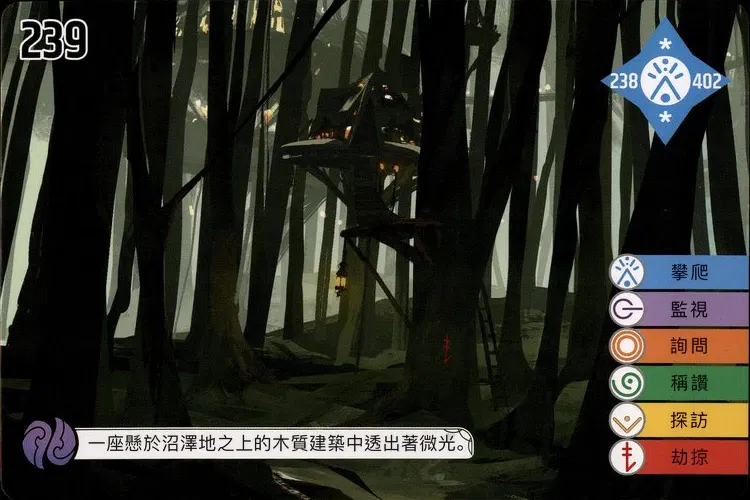 239
*
238 402
*
攀爬
監視
詢問
稱讚
探訪
劫掠
一座懸於沼澤地之上的木質建築中透出著微光。